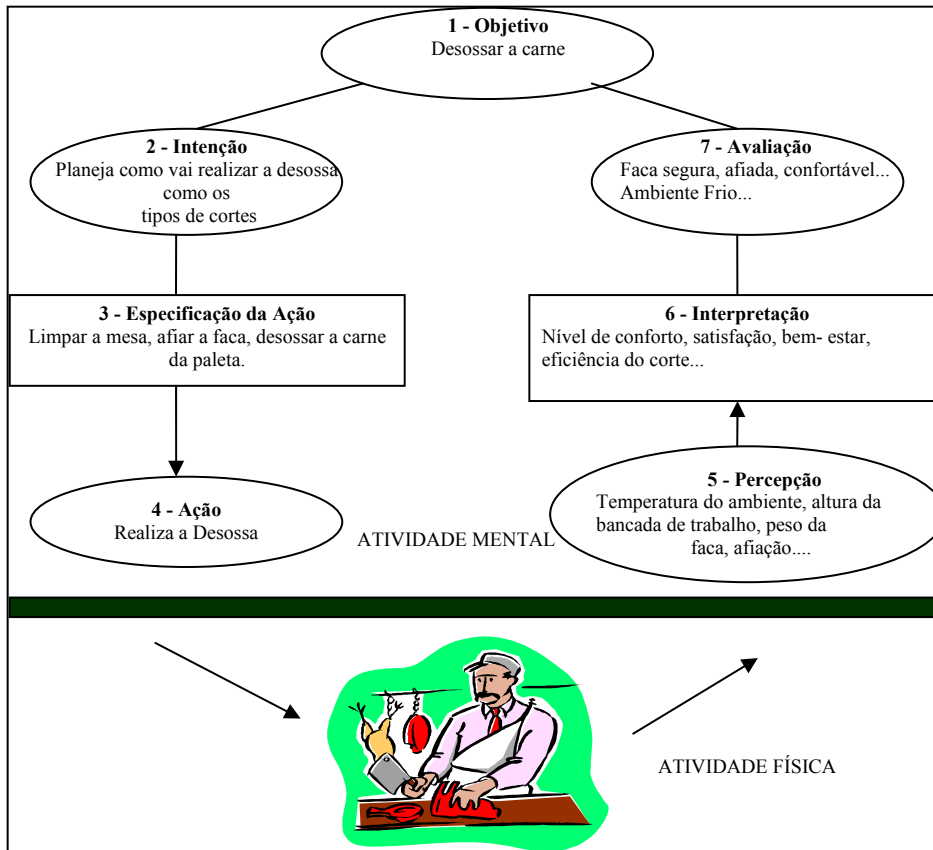 1 - Objetivo
Desossar a carne
2 - Intenção
Planeja como vai realizar a desossa
como os
tipos de cortes
7 - Avaliação
Faca segura, afiada, confortável...
Ambiente Frio...
3 - Especificação da Ação
Limpar a mesa, afiar a faca, desossar a carne
da paleta.
6 - Interpretação
Nível de conforto, satisfação, bem- estar,
eficiência do corte...
4 - Ação
Realiza a Desossa
5 - Percepção
Temperatura do ambiente, altura da
bancada de trabalho, peso da
faca, afiação....
ATIVIDADE MENTAL
ATIVIDADE FÍSICA